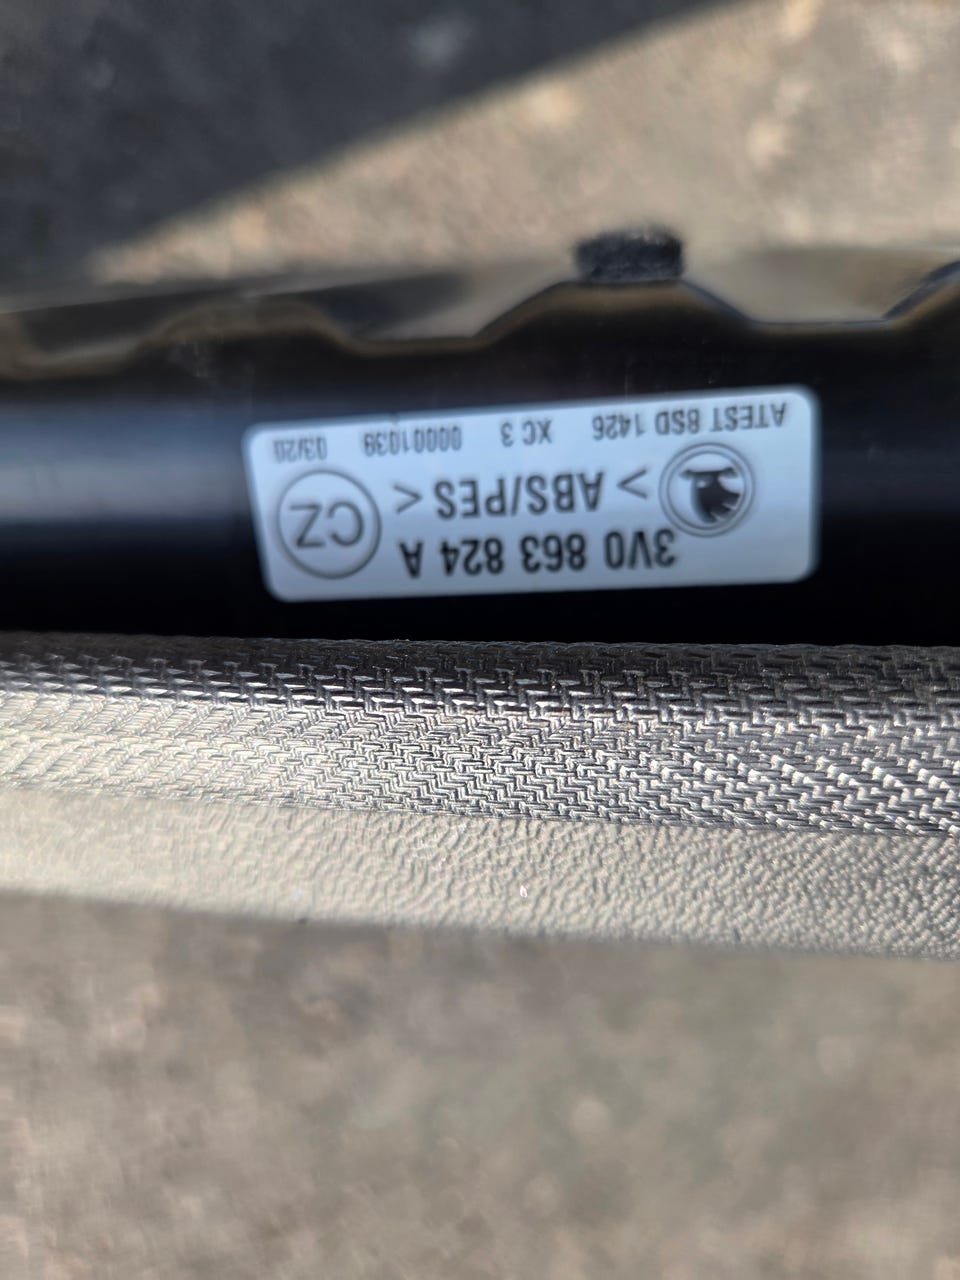 3V0 863 824 A
> ABS/PES <
CZ
ATEST 8SD 1426 XC 3 00001039 03/20